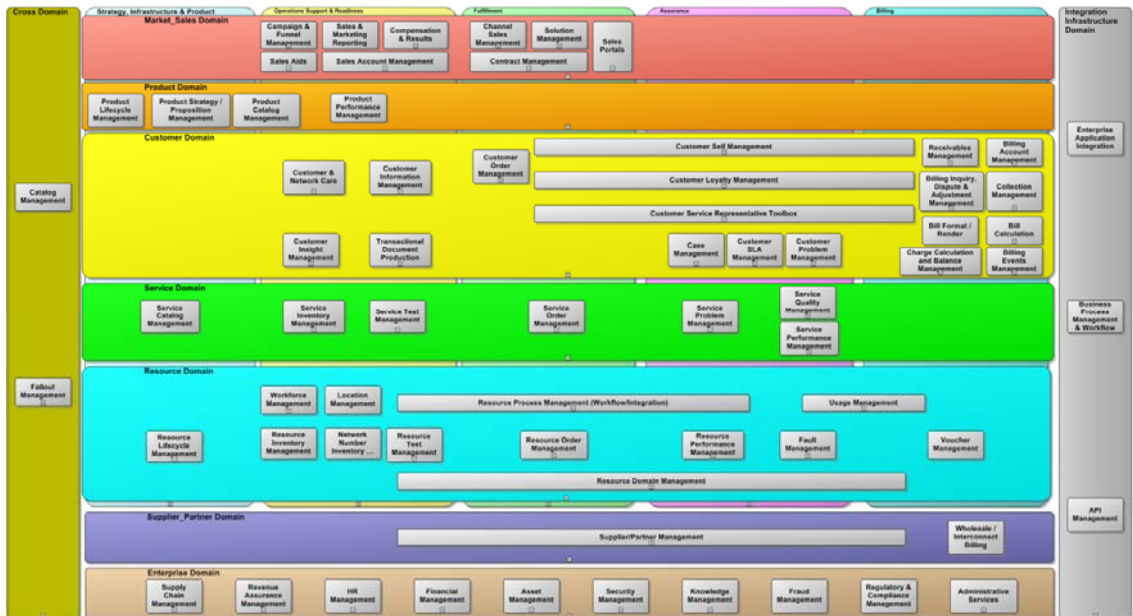 Cross Domain
Strategy, Infrastructure & Product
Operations Support & Readiness
Fulfillment
Assurance
Billing
Integration
Infrastructure
Domain
Market_Sales Domain
Campaign &
Funnel
Management
Sales &
Marketing
Reporting
Compensation
& Results
Channel
Sales
Management
Solution
Management
Sales
Portals
Sales Aids
Sales Account Management
Contract Management
Product Domain
Product
Lifecycle
Management
Product Strategy /
Proposition
Management
Product
Catalog
Management
Product
Performance
Management
Customer Domain
Customer &
Network Care
Customer
Information
Management
Customer
Order
Management
Customer Self Management
Customer Loyalty Management
Customer Service Representative Toolbox
Receivables
Management
Billing
Account
Management
Billing Inquiry,
Dispute &
Adjustment
Management
Collection
Management
Bill Format /
Render
Bill
Calculation
Customer
Insight
Management
Transactional
Document
Production
Case
Management
Customer
SLA
Management
Customer
Problem
Management
Charge Calculation
and Balance
Management
Billing
Events
Management
Catalog
Management
Enterprise
Application
Integration
Service Domain
Service
Catalog
Management
Service
Inventory
Management
Service Test
Management
Service
Order
Management
Service
Problem
Management
Service
Quality
Management
Service
Performance
Management
Business
Process
Management
& Workflow
Resource Domain
Fallout
Management
Workforce
Management
Location
Management
Resource Process Management (Workflow/Integration)
Usage Management
Resource
Lifecycle
Management
Resource
Inventory
Management
Network
Number
Inventory ...
Resource
Test
Management
Resource Order
Management
Resource
Performance
Management
Fault
Management
Voucher
Management
Resource Domain Management
API
Management
Supplier_Partner Domain
Supplier/Partner Management
Wholesale /
Interconnect
Billing
Enterprise Domain
Supply
Chain
Management
Revenue
Assurance
Management
HR
Management
Financial
Management
Asset
Management
Security
Management
Knowledge
Management
Fraud
Management
Regulatory &
Compliance
Management
Administrative
Services